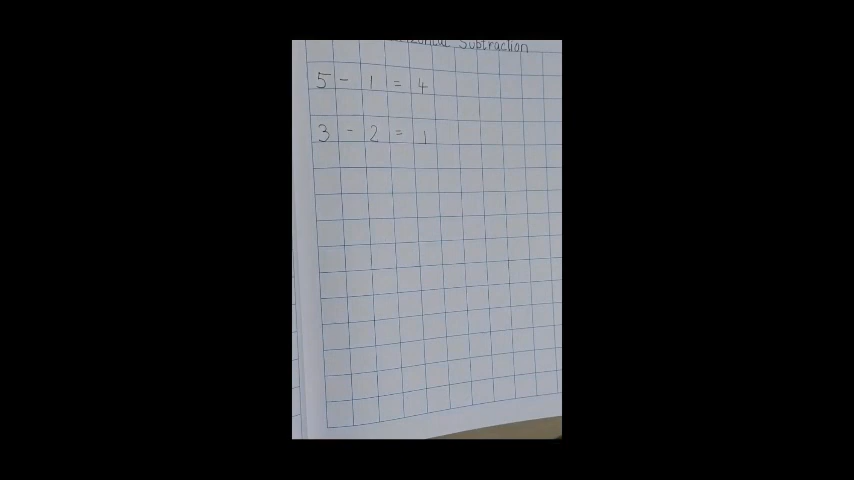 Subtraction
5 - 1 = 4
3 - 2 = 1